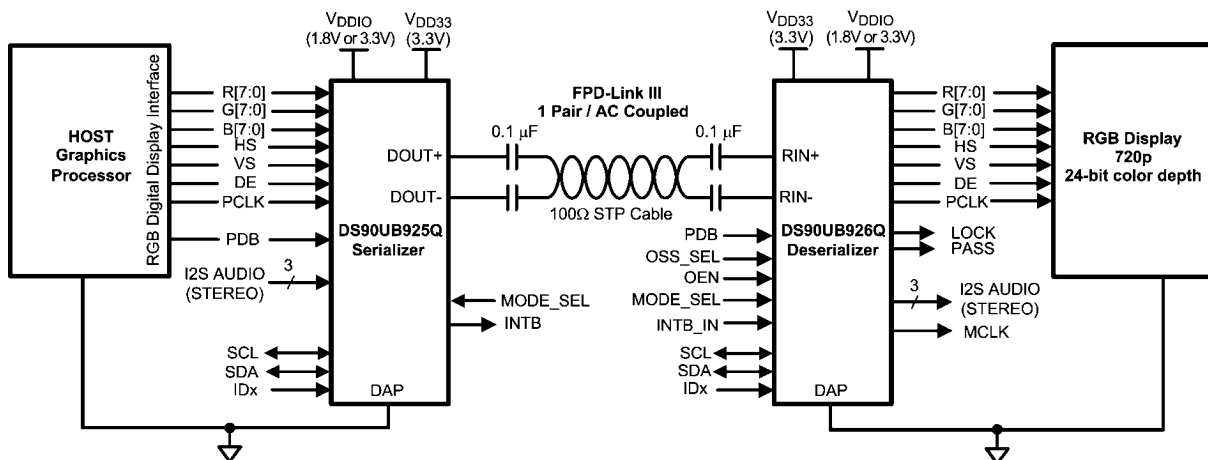 VDDIO
(1.8V or 3.3V)
VDD33
(3.3V)
VDD33
(3.3V)
VDDIO
(1.8V or 3.3V)
HOST
Graphics
Processor
RGB Digital Display Interface
R[7:0]
G[7:0]
B[7:0]
HS
VS
DE
PCLK
PDB
I2S AUDIO
(STEREO)
3
SCL
SDA
IDx
DOUT+
DOUT-
DS90UB925Q
Serializer
DAP
MODE_SEL
INTB
FPD-Link III
1 Pair / AC Coupled
0.1 μF
0.1 μF
100Ω STP Cable
PDB
OSS_SEL
OEN
MODE_SEL
INTB_IN
SCL
SDA
IDx
RIN+
RIN-
DS90UB926Q
Deserializer
DAP
R[7:0]
G[7:0]
B[7:0]
HS
VS
DE
PCLK
LOCK
PASS
3
I2S AUDIO
(STEREO)
MCLK
RGB Display
720p
24-bit color depth